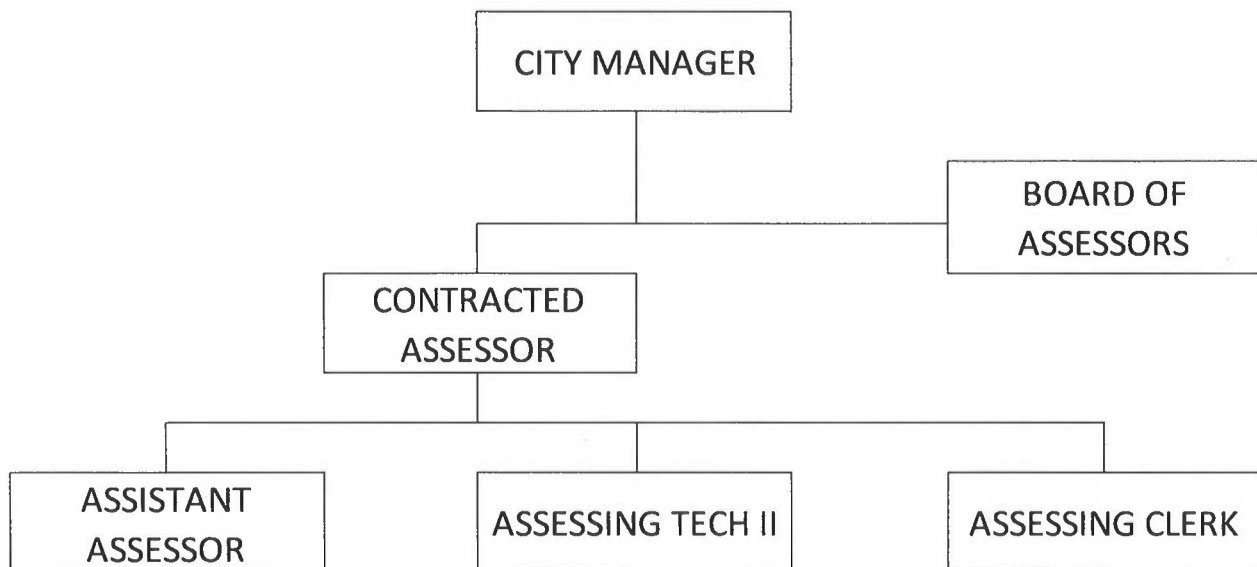 CITY MANAGER
BOARD OF
ASSESSORS
CONTRACTED
ASSESSOR
ASSISTANT
ASSESSOR
ASSESSING TECH II
ASSESSING CLERK